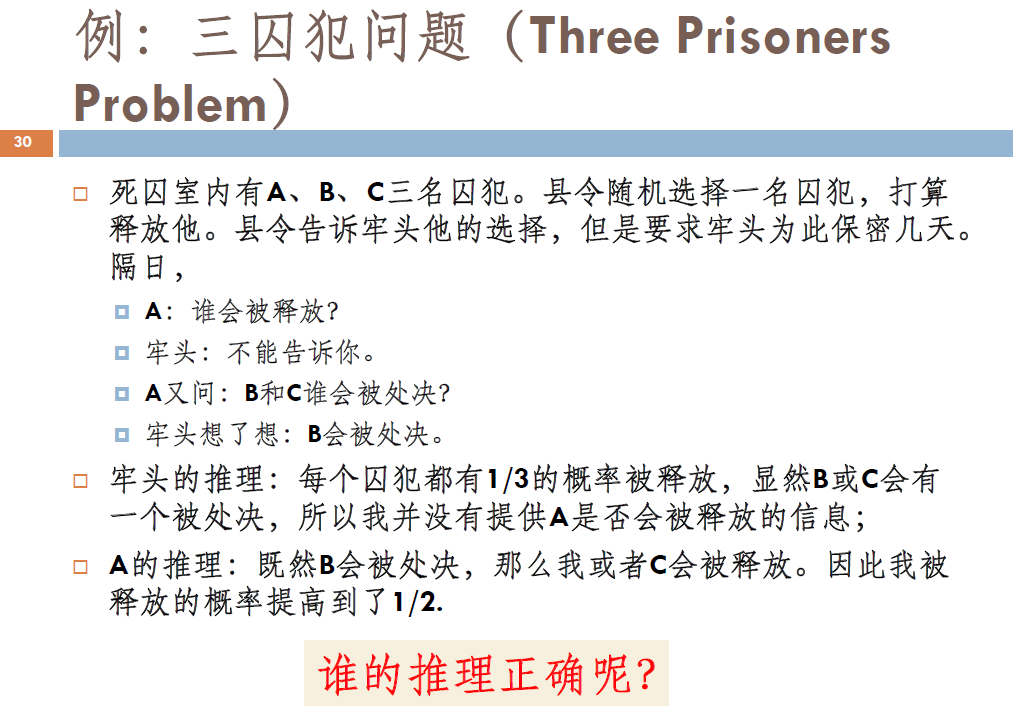 例：三囚犯问题（Three Prisoners
Problem）
30
死囚室内有A、B、C三名囚犯。县令随机选择一名囚犯，打算
释放他。县令告诉牢头他的选择，但是要求牢头为此保密几天。
隔日，
A：谁会被释放？
牢头：不能告诉你。
A又问：B和C谁会被处决？
牢头想了想：B会被处决。
牢头的推理：每个囚犯都有1/3的概率被释放，显然B或C会有
一个被处决，所以我并没有提供A是否会被释放的信息；
A的推理：既然B会被处决，那么我或者C会被释放。因此我被
释放的概率提高到了1/2.
谁的推理正确呢？